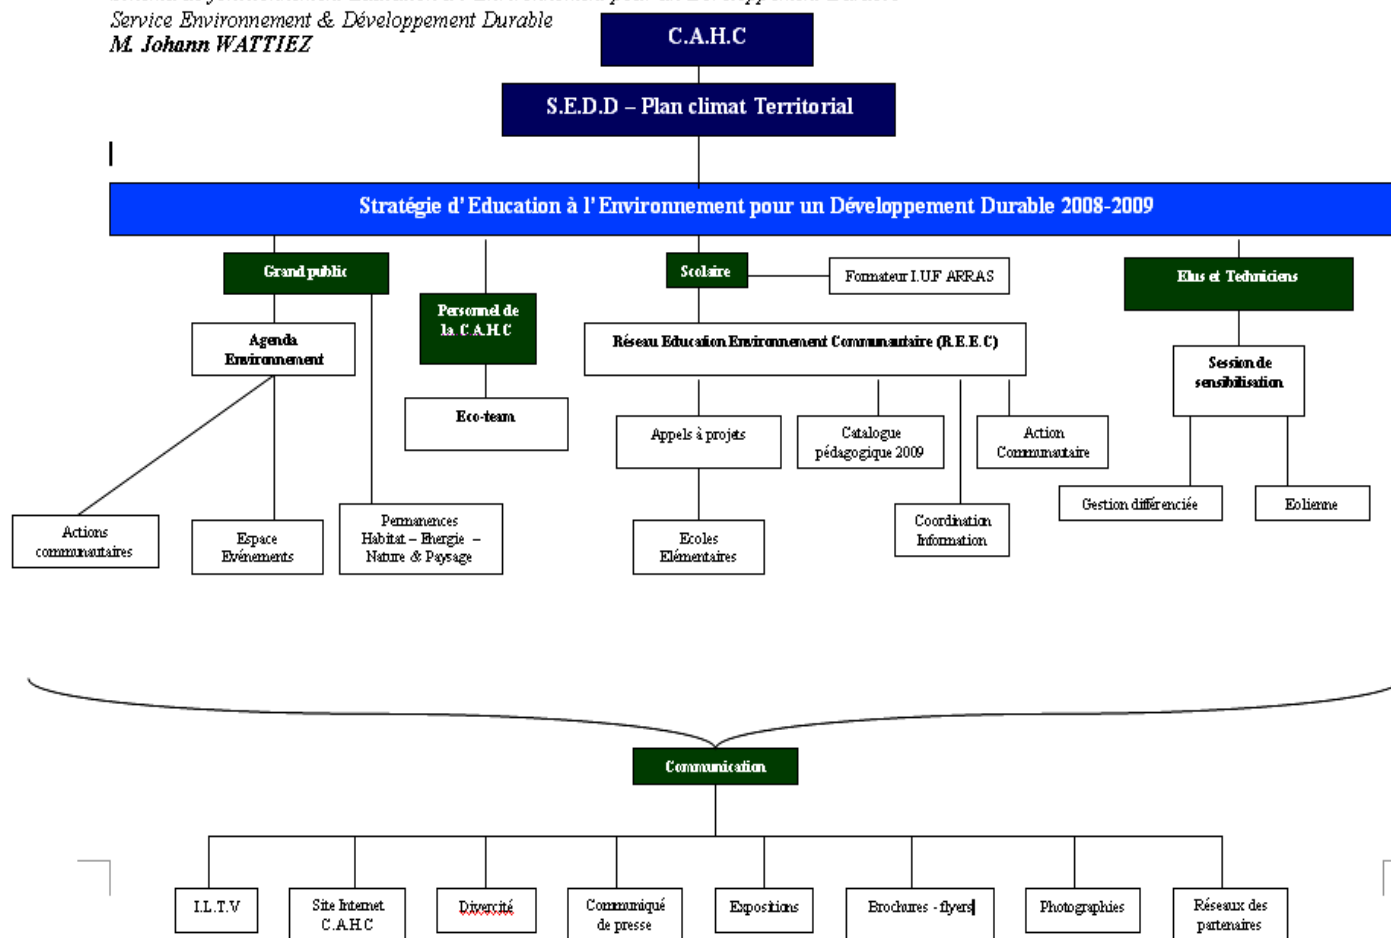 Service Environnement & Développement Durable
M. Johann WATTIEZ
C.A.H.C
S.E.D.D – Plan climat Territorial
Stratégie d'Education à l'Environnement pour un Développement Durable 2008-2009
Grand public
Scolaire
Formateur I.UF ARRAS
Elus et Techniciens
Personnel de
la C.A.H.C
Agenda
Environnement
Réseau Education Environnement Communautaire (R.E.E.C)
Session de
sensibilisation
Eco-team
Appels à projets
Catalogue
pédagogique 2009
Action
Communautaire
Gestion différenciée
Eolienne
Actions
communautaires
Espace
Evénements
Permanences
Habitat – Energie –
Nature & Paysage
Ecoles
Elémentaires
Coordination
Information
Communication
I.L.T.V
Site Internet
C.A.H.C
Divercité
Communiqué
de presse
Expositions
Brochures - flyers
Photographies
Réseaux des
partenaires